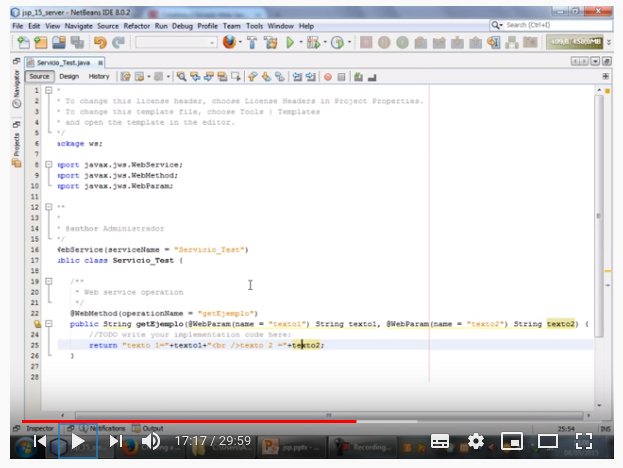 jsp_15_server - NetBeans IDE 8.0.2
File Edit View Navigate Source Refactor Run Debug Profile Team Tools Window Help
Search (Ctrl+I)
Servicio_Test.java
Source Design History
Navigator
Projects
1 *
2 * To change this license header, choose License Headers in Project Properties.
3 * To change this template file, choose Tools | Templates
4 * and open the template in the editor.
5 */
6 ackage ws;
7
8 mport javax.jws.WebService;
9 mport javax.jws.WebMethod;
10 mport javax.jws.WebParam;
11
12 **
13 *
14 * @author Administrador
15 */
16 WebService(serviceName = "Servicio_Test")
17 ublic class Servicio_Test {
18
19 /**
20 * Web service operation
21 */
22 @WebMethod(operationName = "getEjemplo")
23 public String getEjemplo(@WebParam(name = "texto1") String texto1, @WebParam(name = "texto2") String texto2) {
24 //TODO write your implementation code here:
25 return "texto 1="+texto1+"<br />texto 2 ="+texto2;
26 }
27
28
Inspector Notifications Output
25:54 INS
17:17 / 29:59
jsp.pptx - ...
Recording...